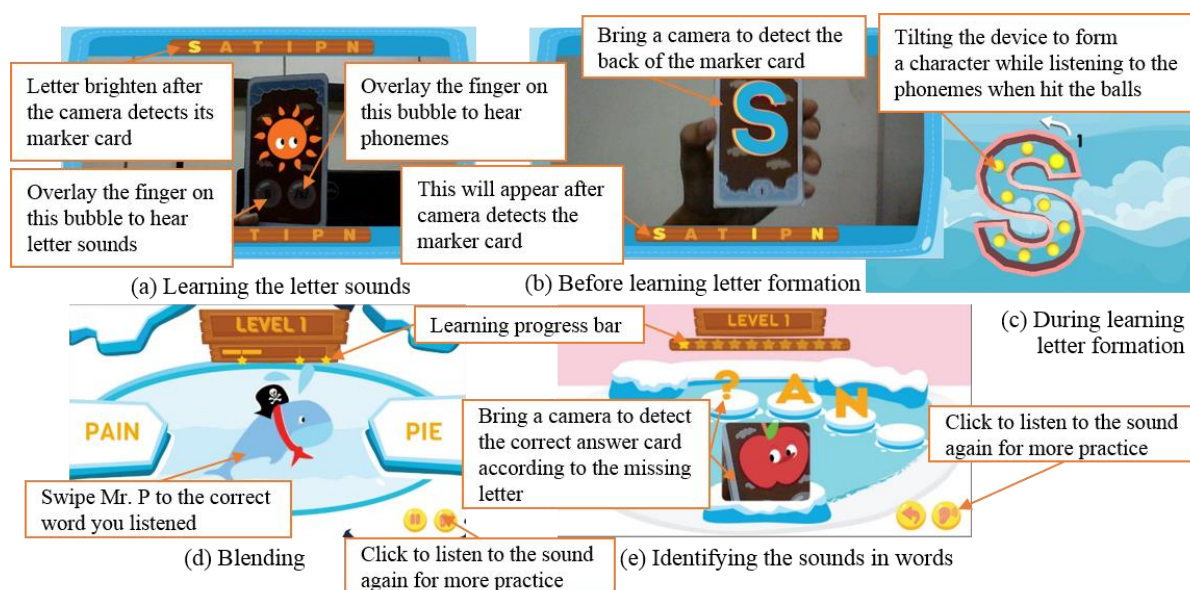 S A T I P N
Letter brighten after
the camera detects its
marker card
Overlay the finger on
this bubble to hear
phonemes
Overlay the finger on
this bubble to hear
letter sounds
T I P N
(a) Learning the letter sounds
Bring a camera to detect the
back of the marker card
S
1
This will appear after
camera detects the
marker card
S A T I P N
(b) Before learning letter formation
Tilting the device to form
a character while listening to the
phonemes when hit the balls
1
S
(c) During learning
letter formation
LEVEL 1
Learning progress bar
PAIN
PIE
Swipe Mr. P to the correct
word you listened
(d) Blending
Click to listen to the sound
again for more practice
LEVEL 1
? A N
Bring a camera to detect
the correct answer card
according to the missing
letter
Click to listen to the sound
again for more practice
(e) Identifying the sounds in words